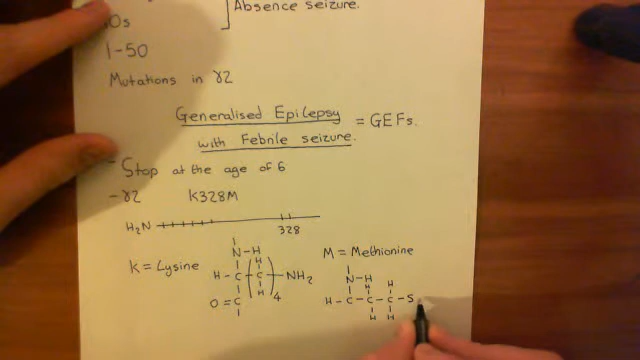 Absence seizure.
0s
1-50
Mutations in γ2
Generalised Epilepsy
with Febrile seizure. = GEFs.
- Stop at the age of 6
- γ2 K328M
H₂N
328
K = Lysine
M = Methionine
N-H
H
H-C-(C)-NH₂
H
4
O=C
N-H
H H
H-C-C-C-S
H H